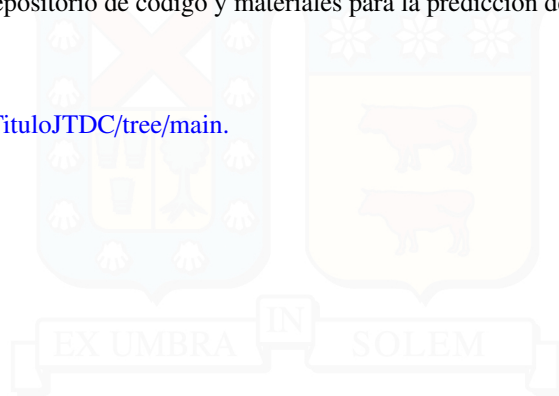 epositorio de código y materiales para la predicción de
TituloJTDC/tree/main.
EX UMBRA IN SOLEM